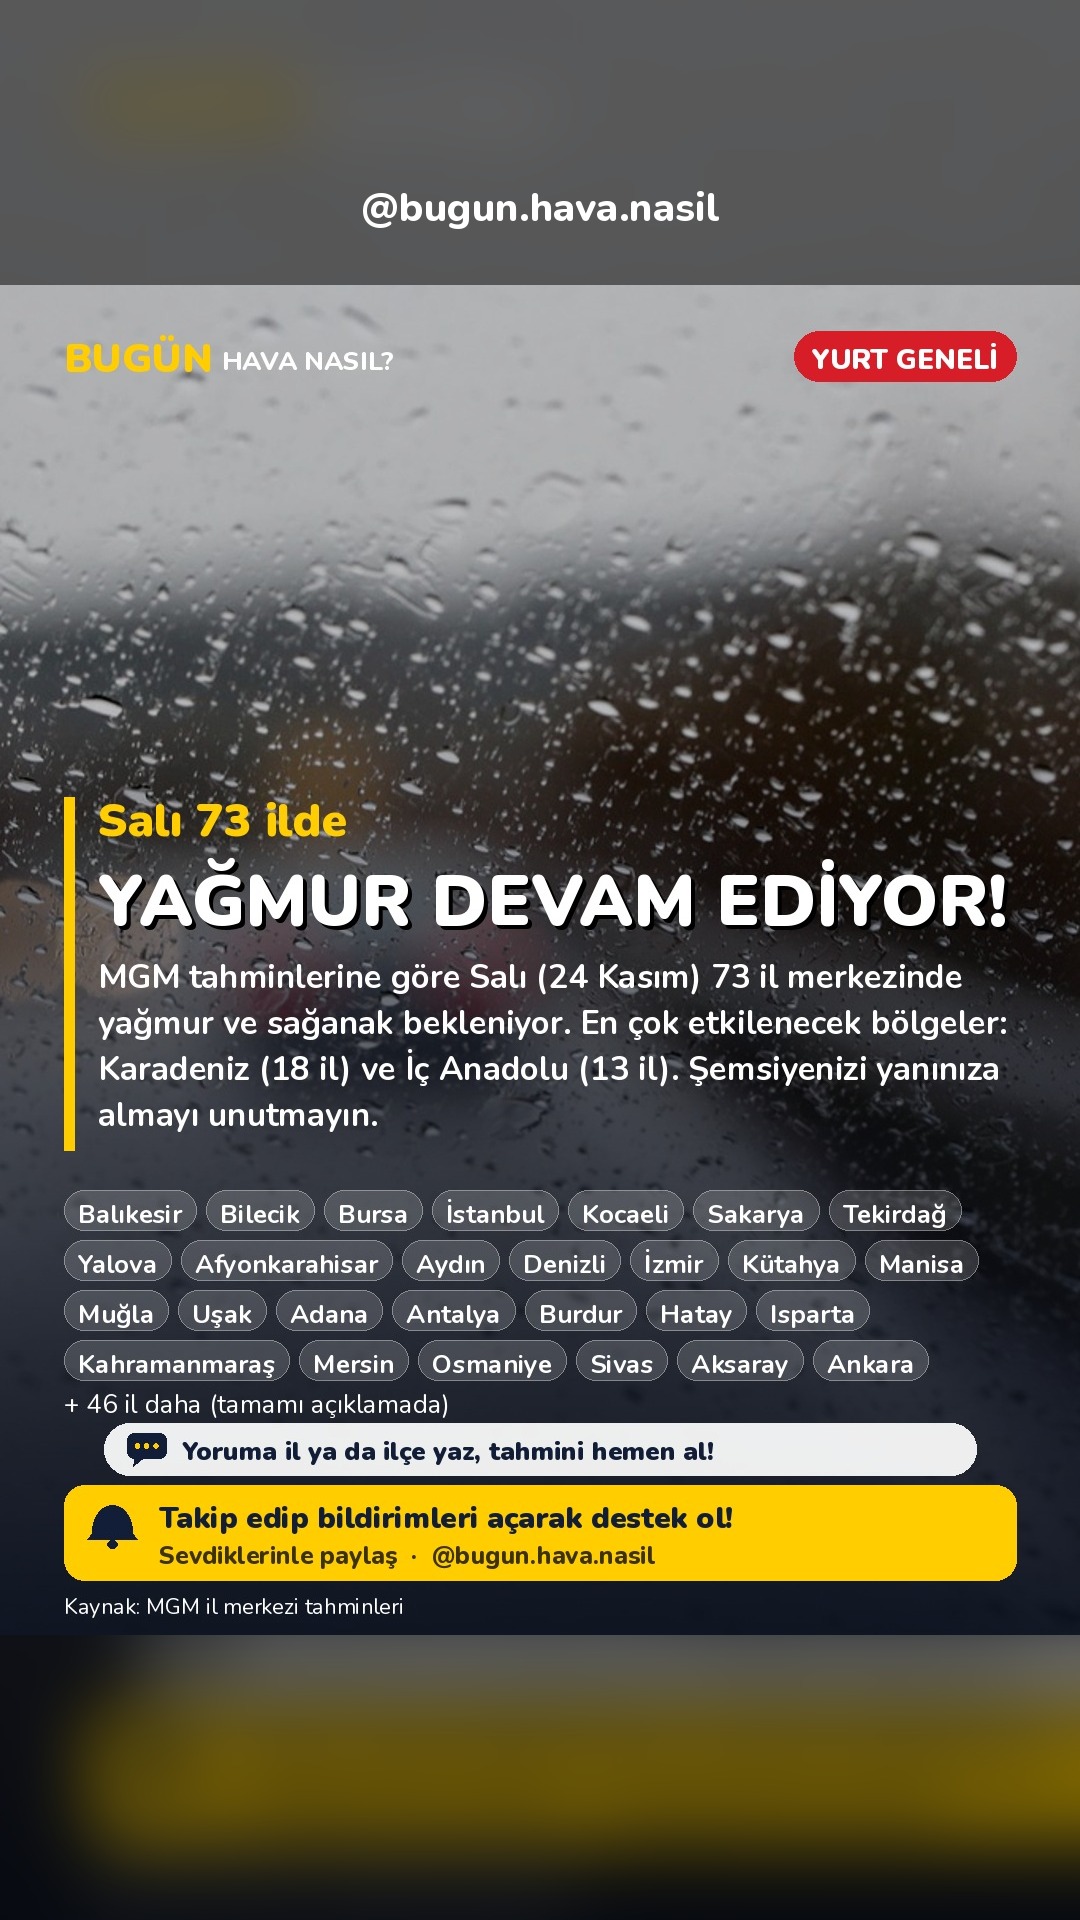 @bugun.hava.nasil
BUGÜN HAVA NASIL?
YURT GENELİ
Salı 73 ilde
YAĞMUR DEVAM EDİYOR!
MGM tahminlerine göre Salı (24 Kasım) 73 il merkezinde
yağmur ve sağanak bekleniyor. En çok etkilenecek bölgeler:
Karadeniz (18 il) ve İç Anadolu (13 il). Şemsiyenizi yanınıza
almayı unutmayın.
Balıkesir Bilecik Bursa İstanbul Kocaeli Sakarya Tekirdağ
Yalova Afyonkarahisar Aydın Denizli İzmir Kütahya Manisa
Muğla Uşak Adana Antalya Burdur Hatay Isparta
Kahramanmaraş Mersin Osmaniye Sivas Aksaray Ankara
+ 46 il daha (tamamı açıklamada)
Yoruma il ya da ilçe yaz, tahmini hemen al!
Takip edip bildirimleri açarak destek ol!
Sevdiklerinle paylaş · @bugun.hava.nasil
Kaynak: MGM il merkezi tahminleri